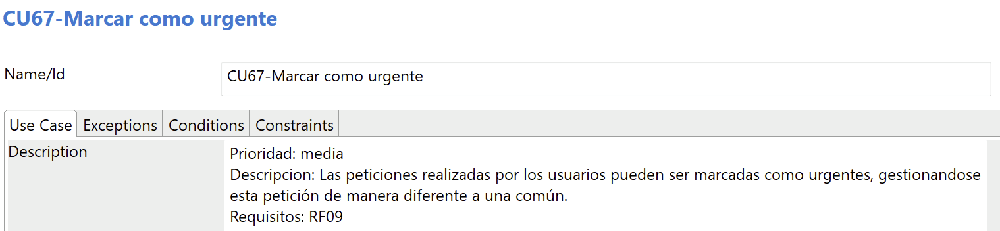 CU67-Marcar como urgente
Name/Id
CU67-Marcar como urgente
Use Case Exceptions Conditions Constraints
Description
Prioridad: media
Descripcion: Las peticiones realizadas por los usuarios pueden ser marcadas como urgentes, gestionandose
esta petición de manera diferente a una común.
Requisitos: RF09